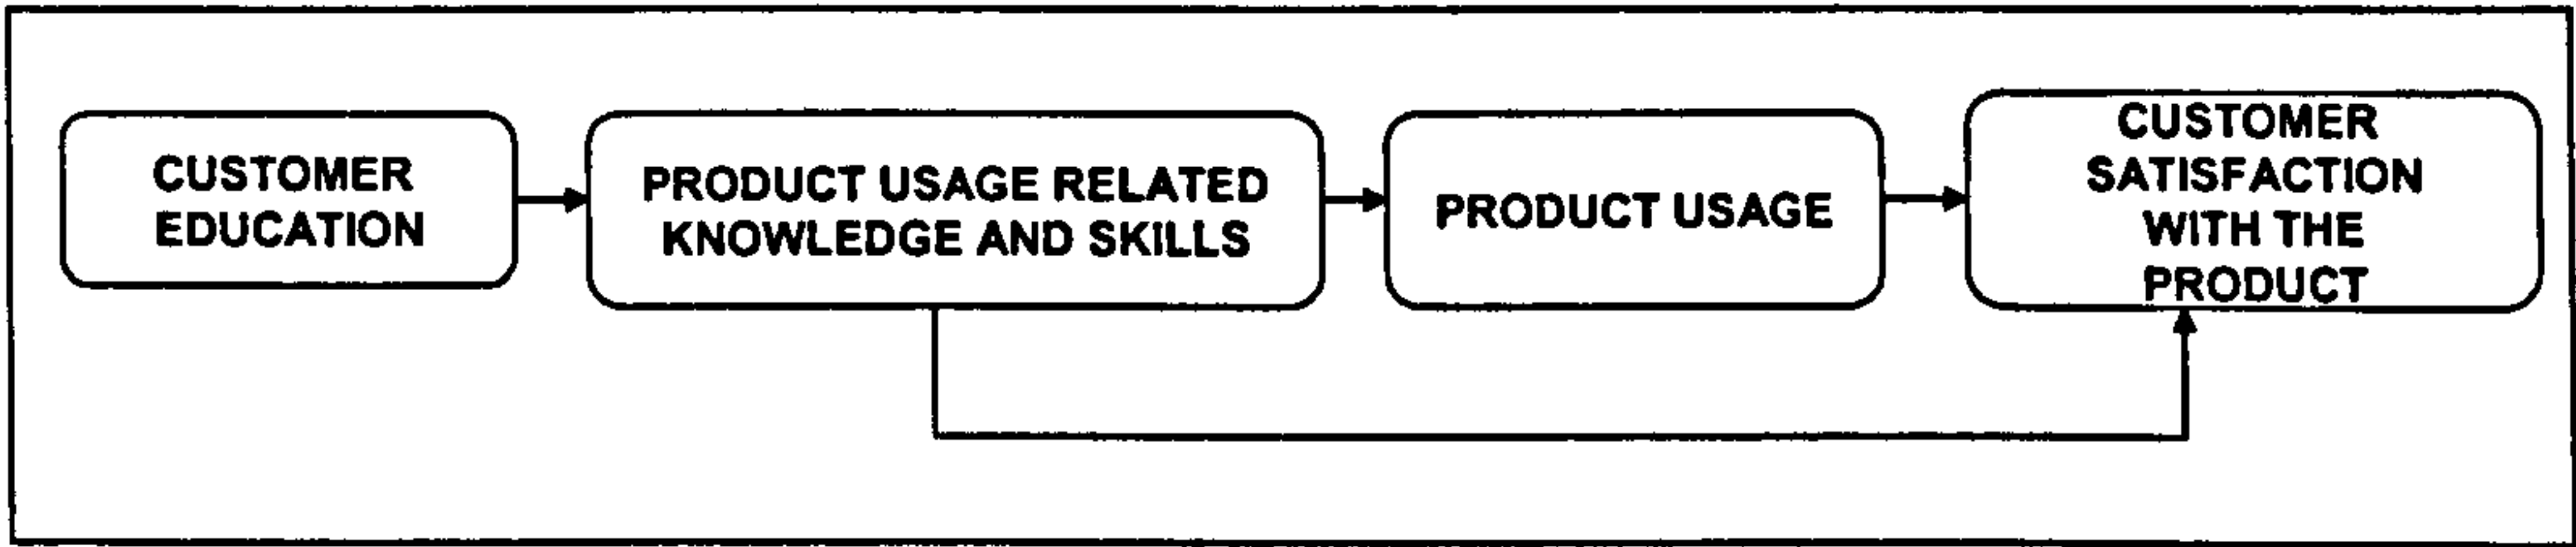 CUSTOMER
EDUCATION
PRODUCT USAGE RELATED
KNOWLEDGE AND SKILLS
PRODUCT USAGE
CUSTOMER
SATISFACTION
WITH THE
PRODUCT